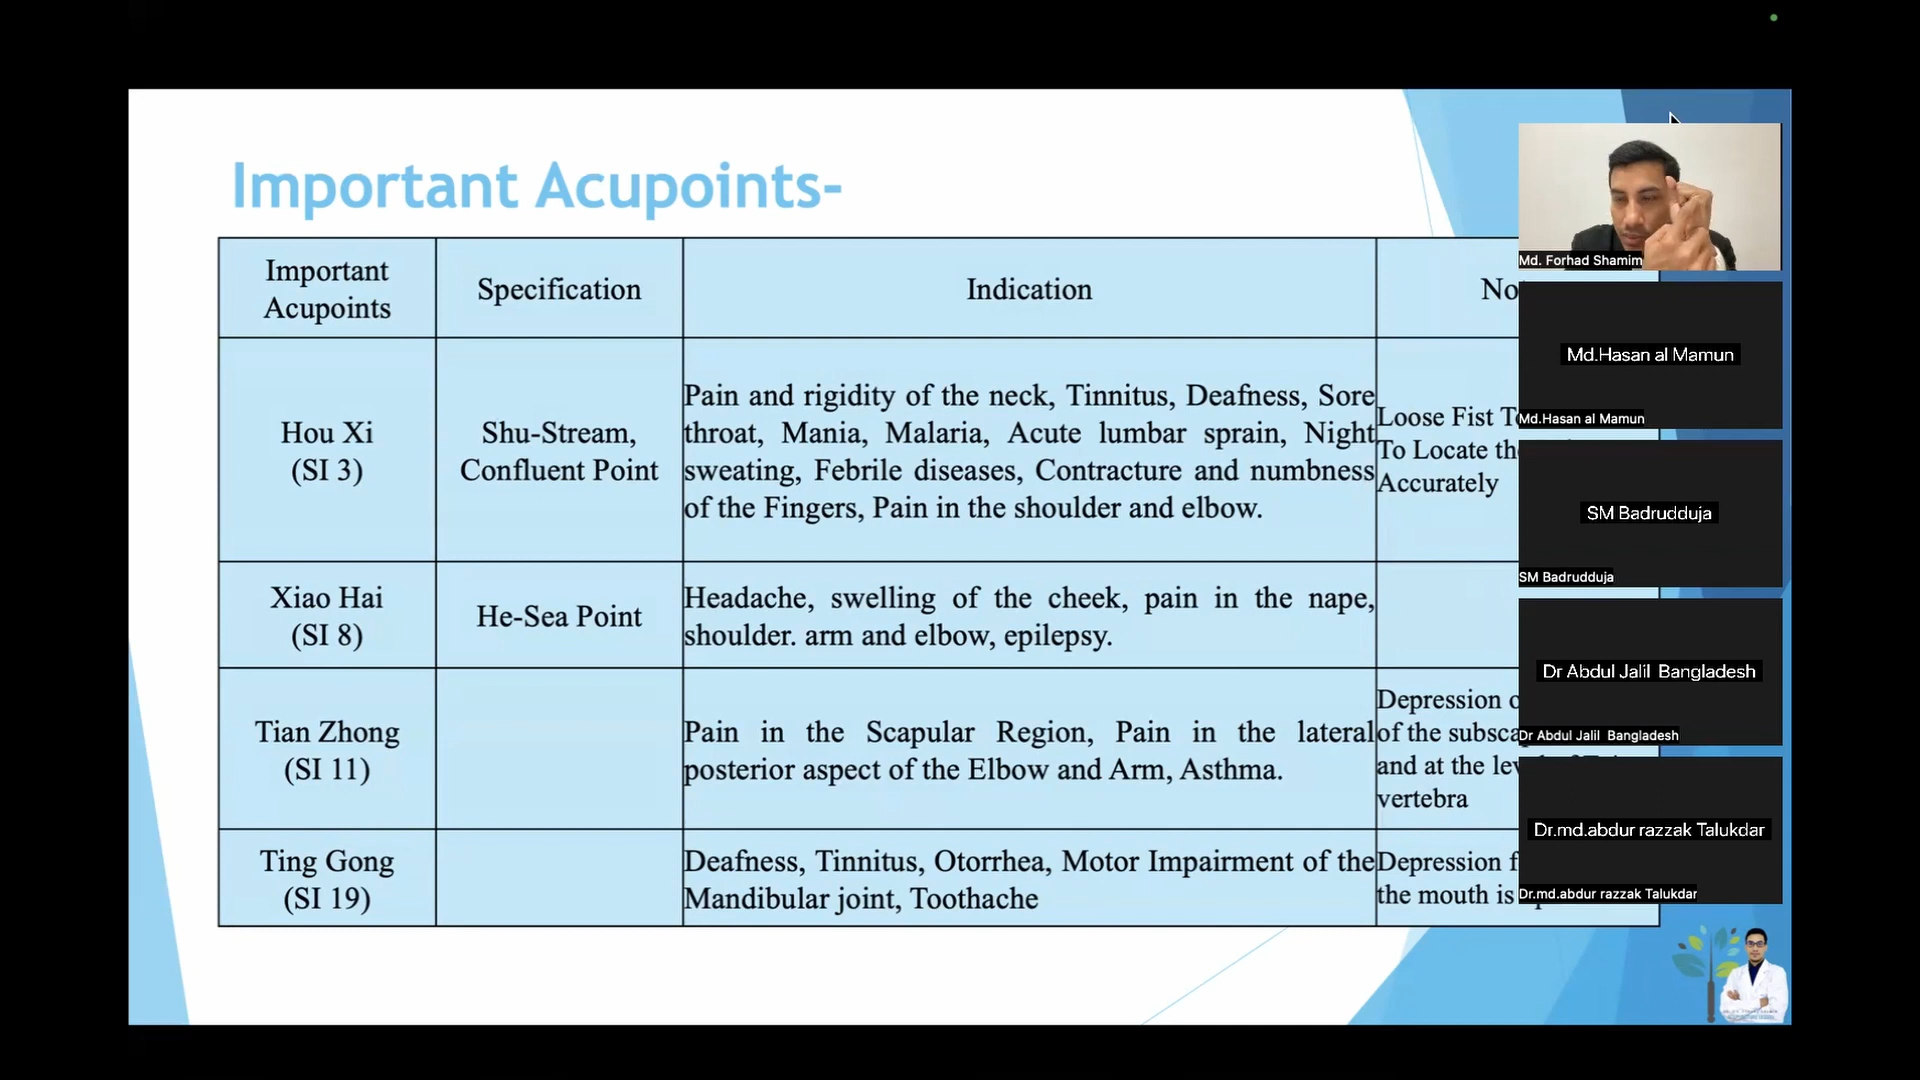 Important Acupoints-
Important
Acupoints
Specification
Indication
Hou Xi
(SI 3)
Shu-Stream,
Confluent Point
Pain and rigidity of the neck, Tinnitus, Deafness, Sore
throat, Mania, Malaria, Acute lumbar sprain, Night
sweating, Febrile diseases, Contracture and numbness
of the Fingers, Pain in the shoulder and elbow.
Loose Fist
To Locate
Accurately
Xiao Hai
(SI 8)
He-Sea Point
Headache, swelling of the cheek, pain in the nape,
shoulder. arm and elbow, epilepsy.
Tian Zhong
(SI 11)
Pain in the Scapular Region, Pain in the lateral
posterior aspect of the Elbow and Arm, Asthma.
Depression
of the
and at the
vertebra
Ting Gong
(SI 19)
Deafness, Tinnitus, Otorrhea, Motor Impairment of the
Mandibular joint, Toothache
Depression
the mouth is
Md. Forhad Shamim
Md.Hasan al Mamun
Md.Hasan al Mamun
SM Badrudduja
SM Badrudduja
Dr Abdul Jalil Bangladesh
Dr Abdul Jalil Bangladesh
Dr.md.abdur razzak Talukdar
Dr.md.abdur razzak Talukdar